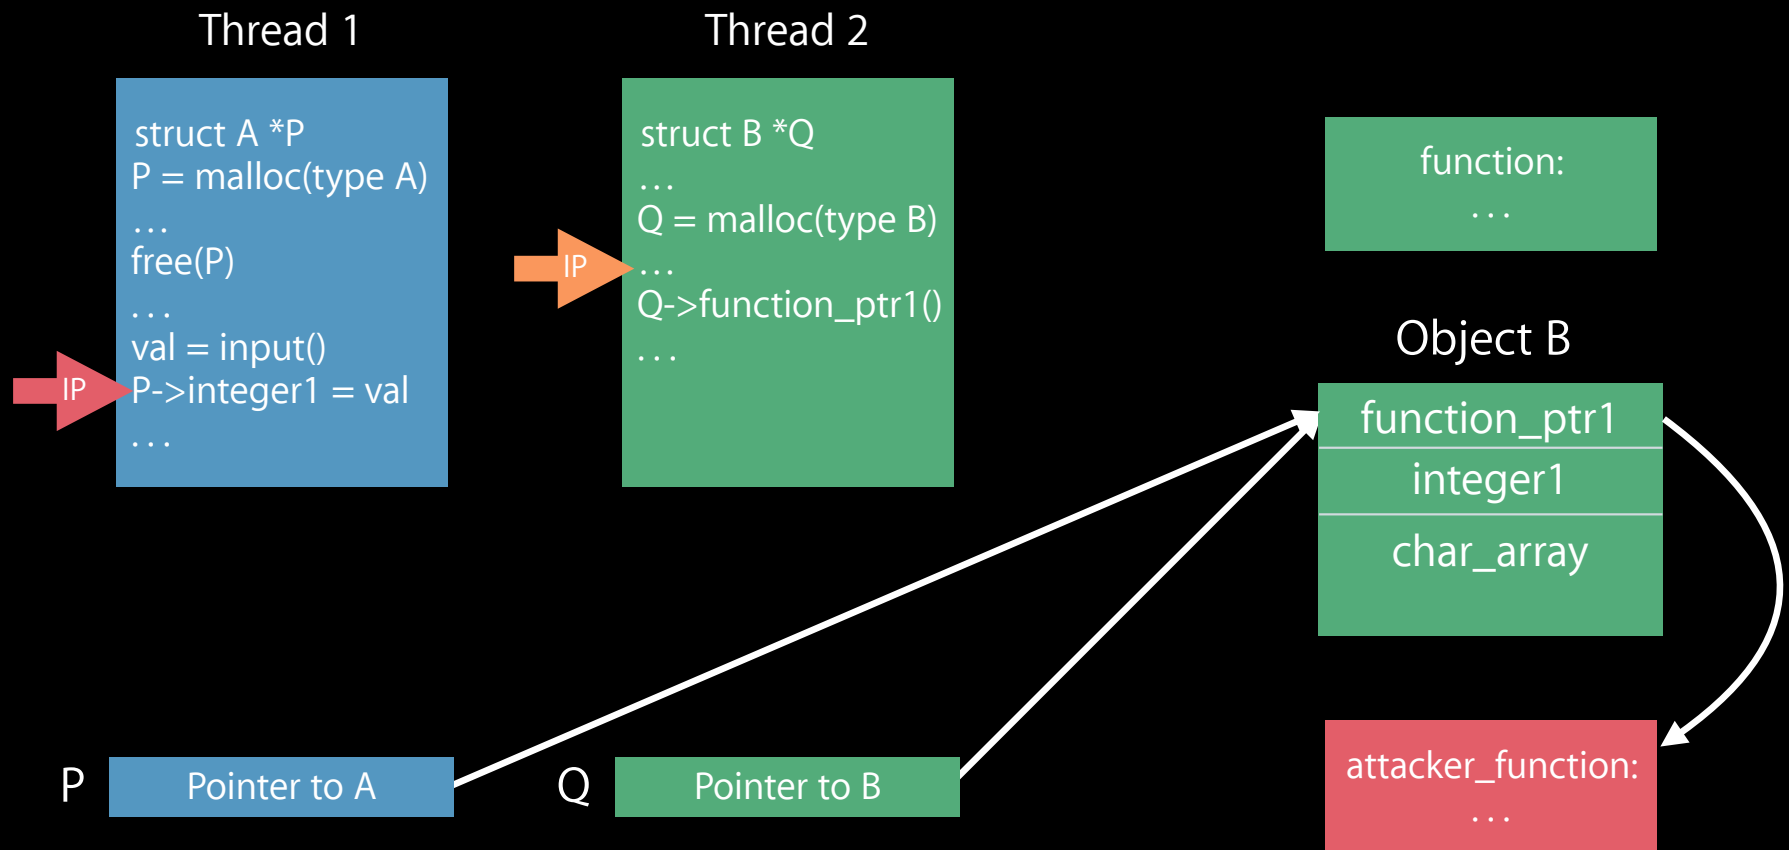 Thread 1
struct A *P
P = malloc(type A)
...
free(P)
...
val = input()
P->integer1 = val
...
IP
Thread 2
struct B *Q
...
Q = malloc(type B)
...
Q->function_ptr1()
...
IP
function:
...
Object B
function_ptr1
integer1
char_array
P
Pointer to A
Q
Pointer to B
attacker_function:
...